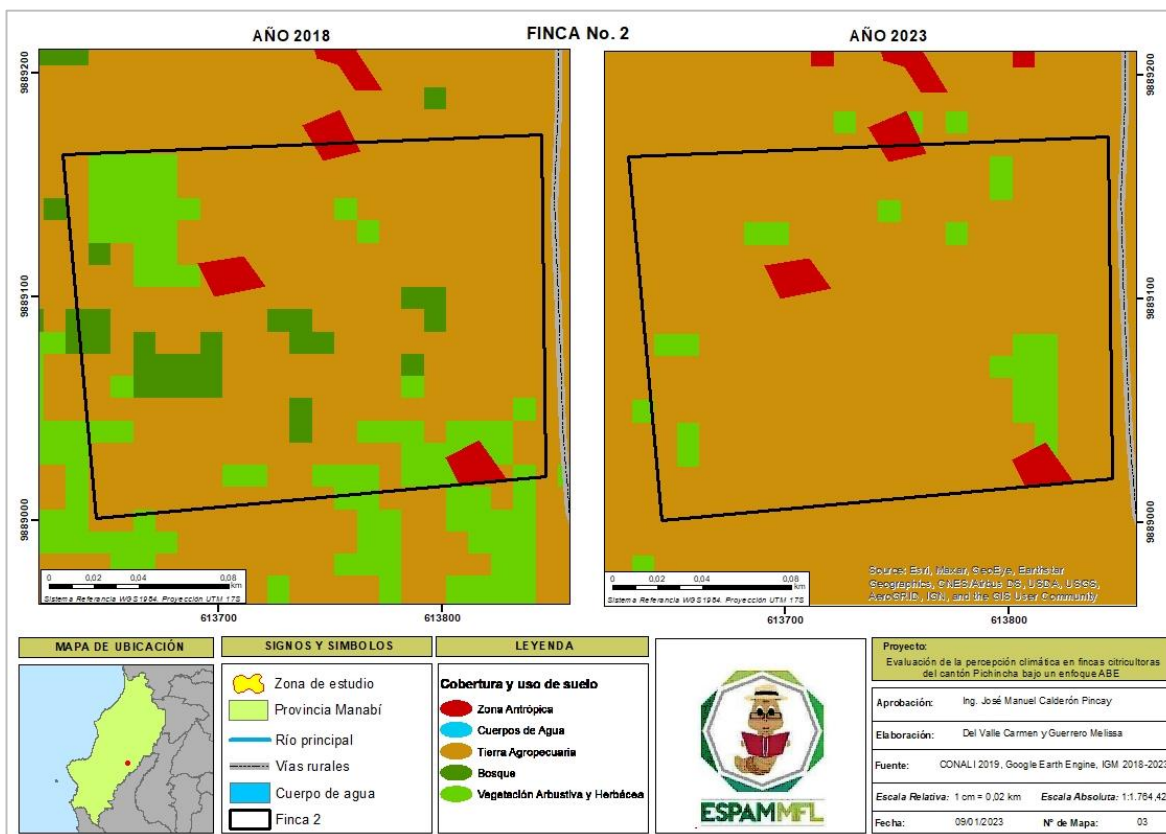 AÑO 2018
FINCA No. 2
AÑO 2023
9889200
9889100
9889000
613700
613800
0 0,02 0,04 0,08
km
Sistema Referencia WGS1984. Proyección UTM 17S
9889200
9889100
9889000
613700
613800
0 0,02 0,04 0,08
km
Sistema Referencia WGS1984. Proyección UTM 17S
Source: Esri, Maxar, GeoEye, Earthstar
Geographics, CNES/Airbus DS, USDA, USGS,
AeroGRID, IGN, and the GIS User Community
MAPA DE UBICACIÓN
SIGNOS Y SIMBOLOS
Zona de estudio
Provincia Manabí
Río principal
Vías rurales
Cuerpo de agua
Finca 2
LEYENDA
Cobertura y uso de suelo
Zona Antrópica
Cuerpos de Agua
Tierra Agropecuaria
Bosque
Vegetación Arbustiva y Herbácea
ESPAMMFL
Proyecto:
Evaluación de la percepción climática en fincas citricultoras
del cantón Pichincha bajo un enfoque ABE
Aprobación: Ing. José Manuel Calderón Pincay
Elaboración: Del Valle Carmen y Guerrero Melissa
Fuente: CONALI 2019, Google Earth Engine, IGM 2018-2023
Escala Relativa: 1 cm = 0,02 km Escala Absoluta: 1:1.764,42
Fecha: 09/01/2023 Nº de Mapa: 03